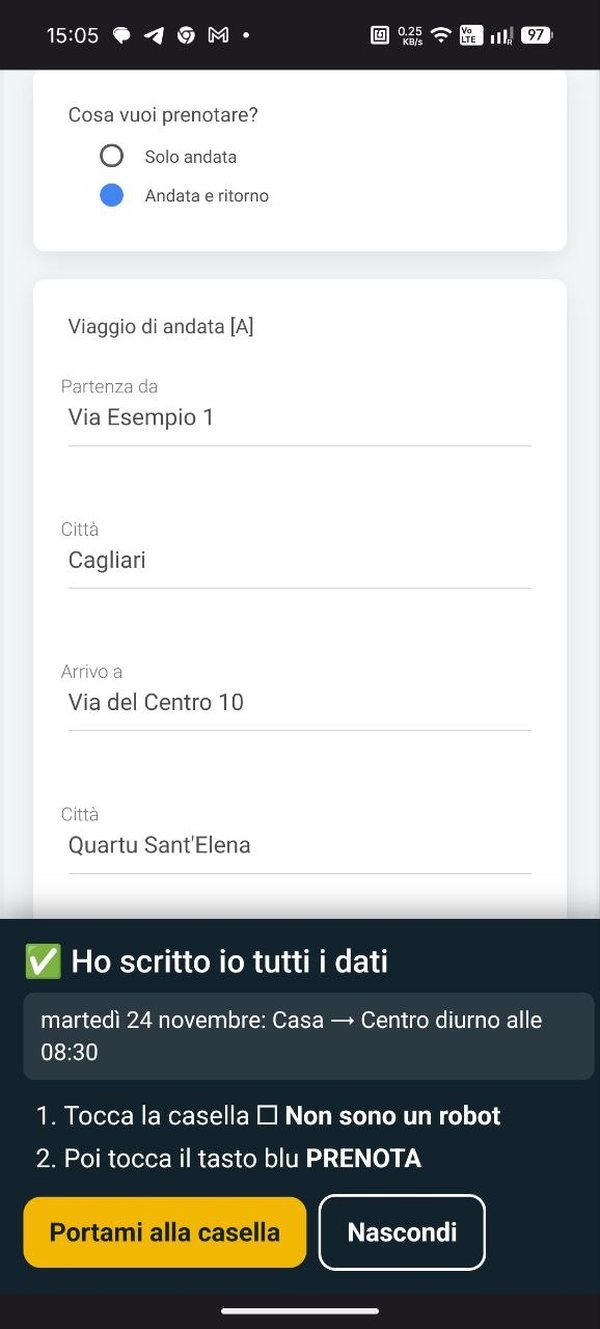 15:05
0.25
KB/s
Vo
LTE
R
97
Cosa vuoi prenotare?
Solo andata
Andata e ritorno
Viaggio di andata [A]
Partenza da
Via Esempio 1
Città
Cagliari
Arrivo a
Via del Centro 10
Città
Quartu Sant'Elena
✅ Ho scritto io tutti i dati
martedì 24 novembre: Casa → Centro diurno alle
08:30
1. Tocca la casella ☐ Non sono un robot
2. Poi tocca il tasto blu PRENOTA
Portami alla casella
Nascondi